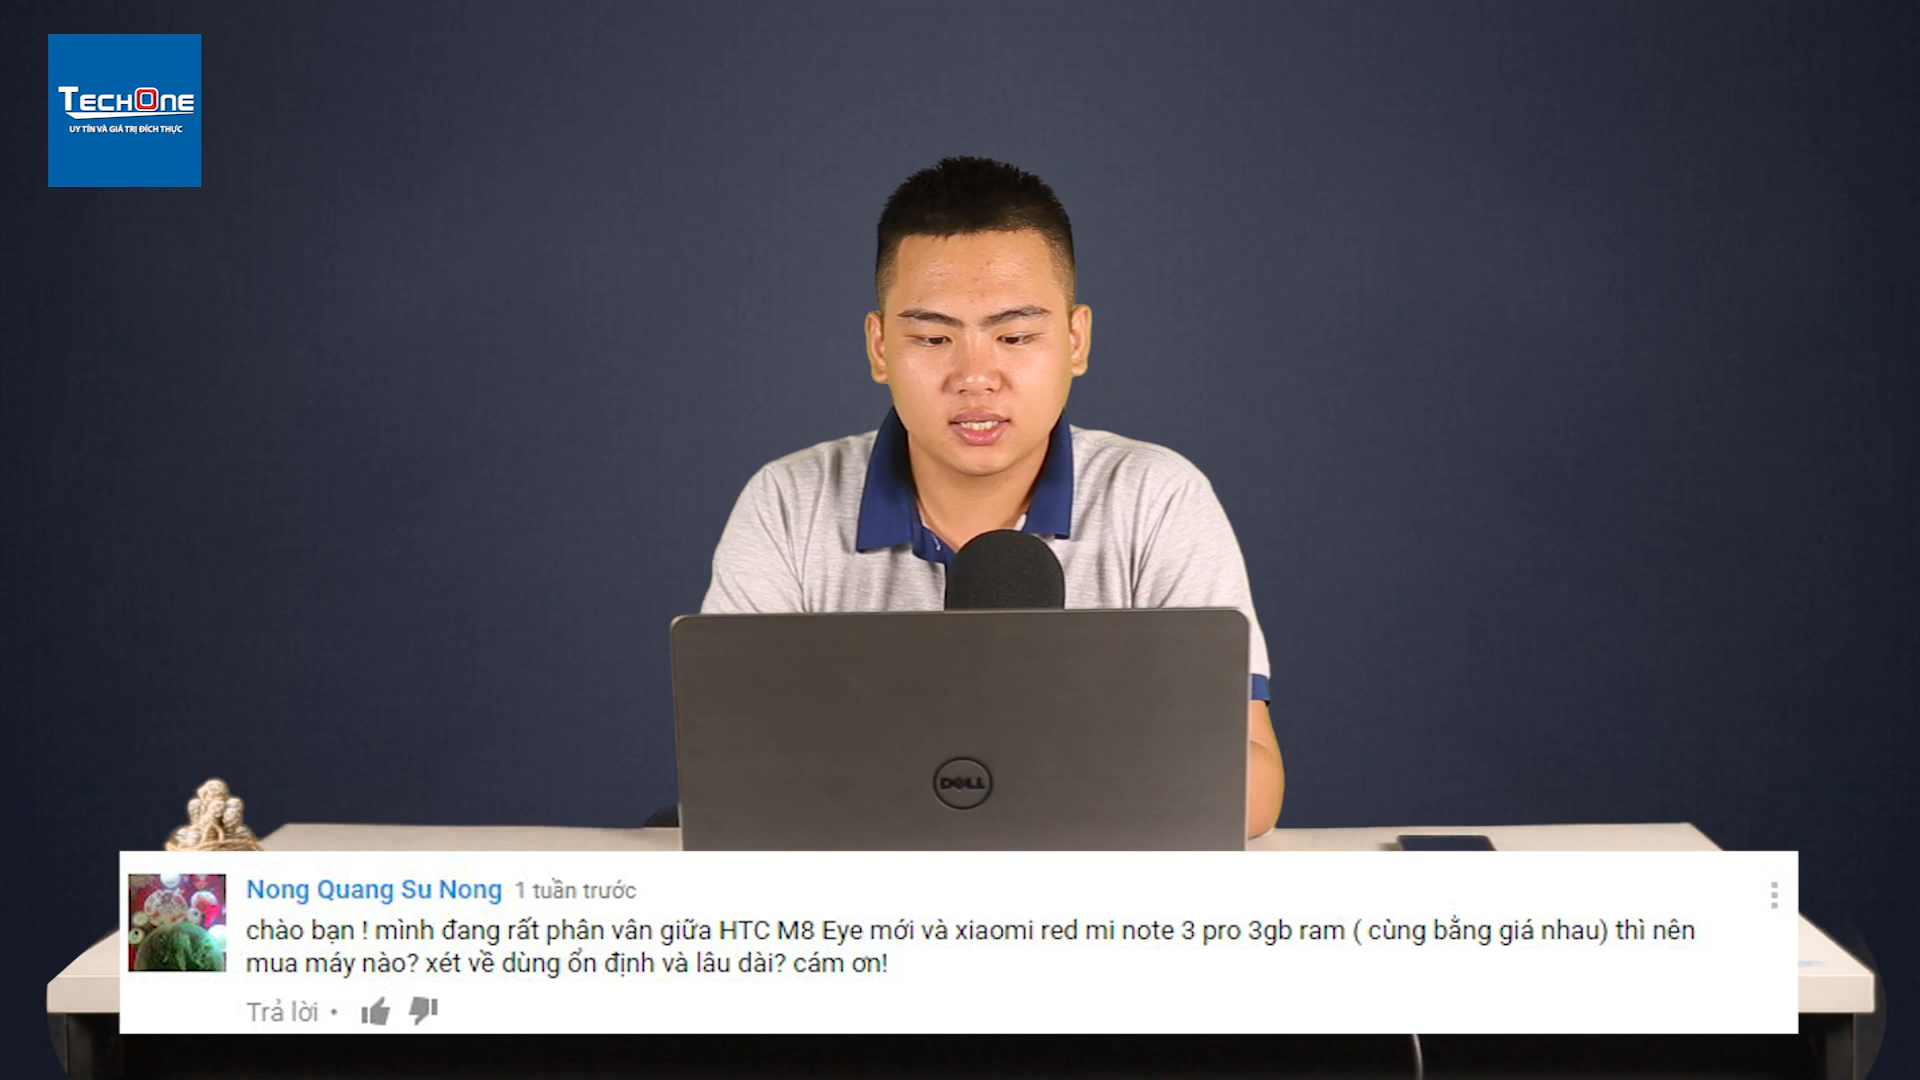 TECHONE
UY TÍN VÀ GIÁ TRỊ ĐÍCH THỰC
DELL
Nong Quang Su Nong 1 tuần trước
chào bạn ! mình đang rất phân vân giữa HTC M8 Eye mới và xiaomi red mi note 3 pro 3gb ram ( cùng bằng giá nhau) thì nên
mua máy nào? xét về dùng ổn định và lâu dài? cám ơn!
Trả lời •